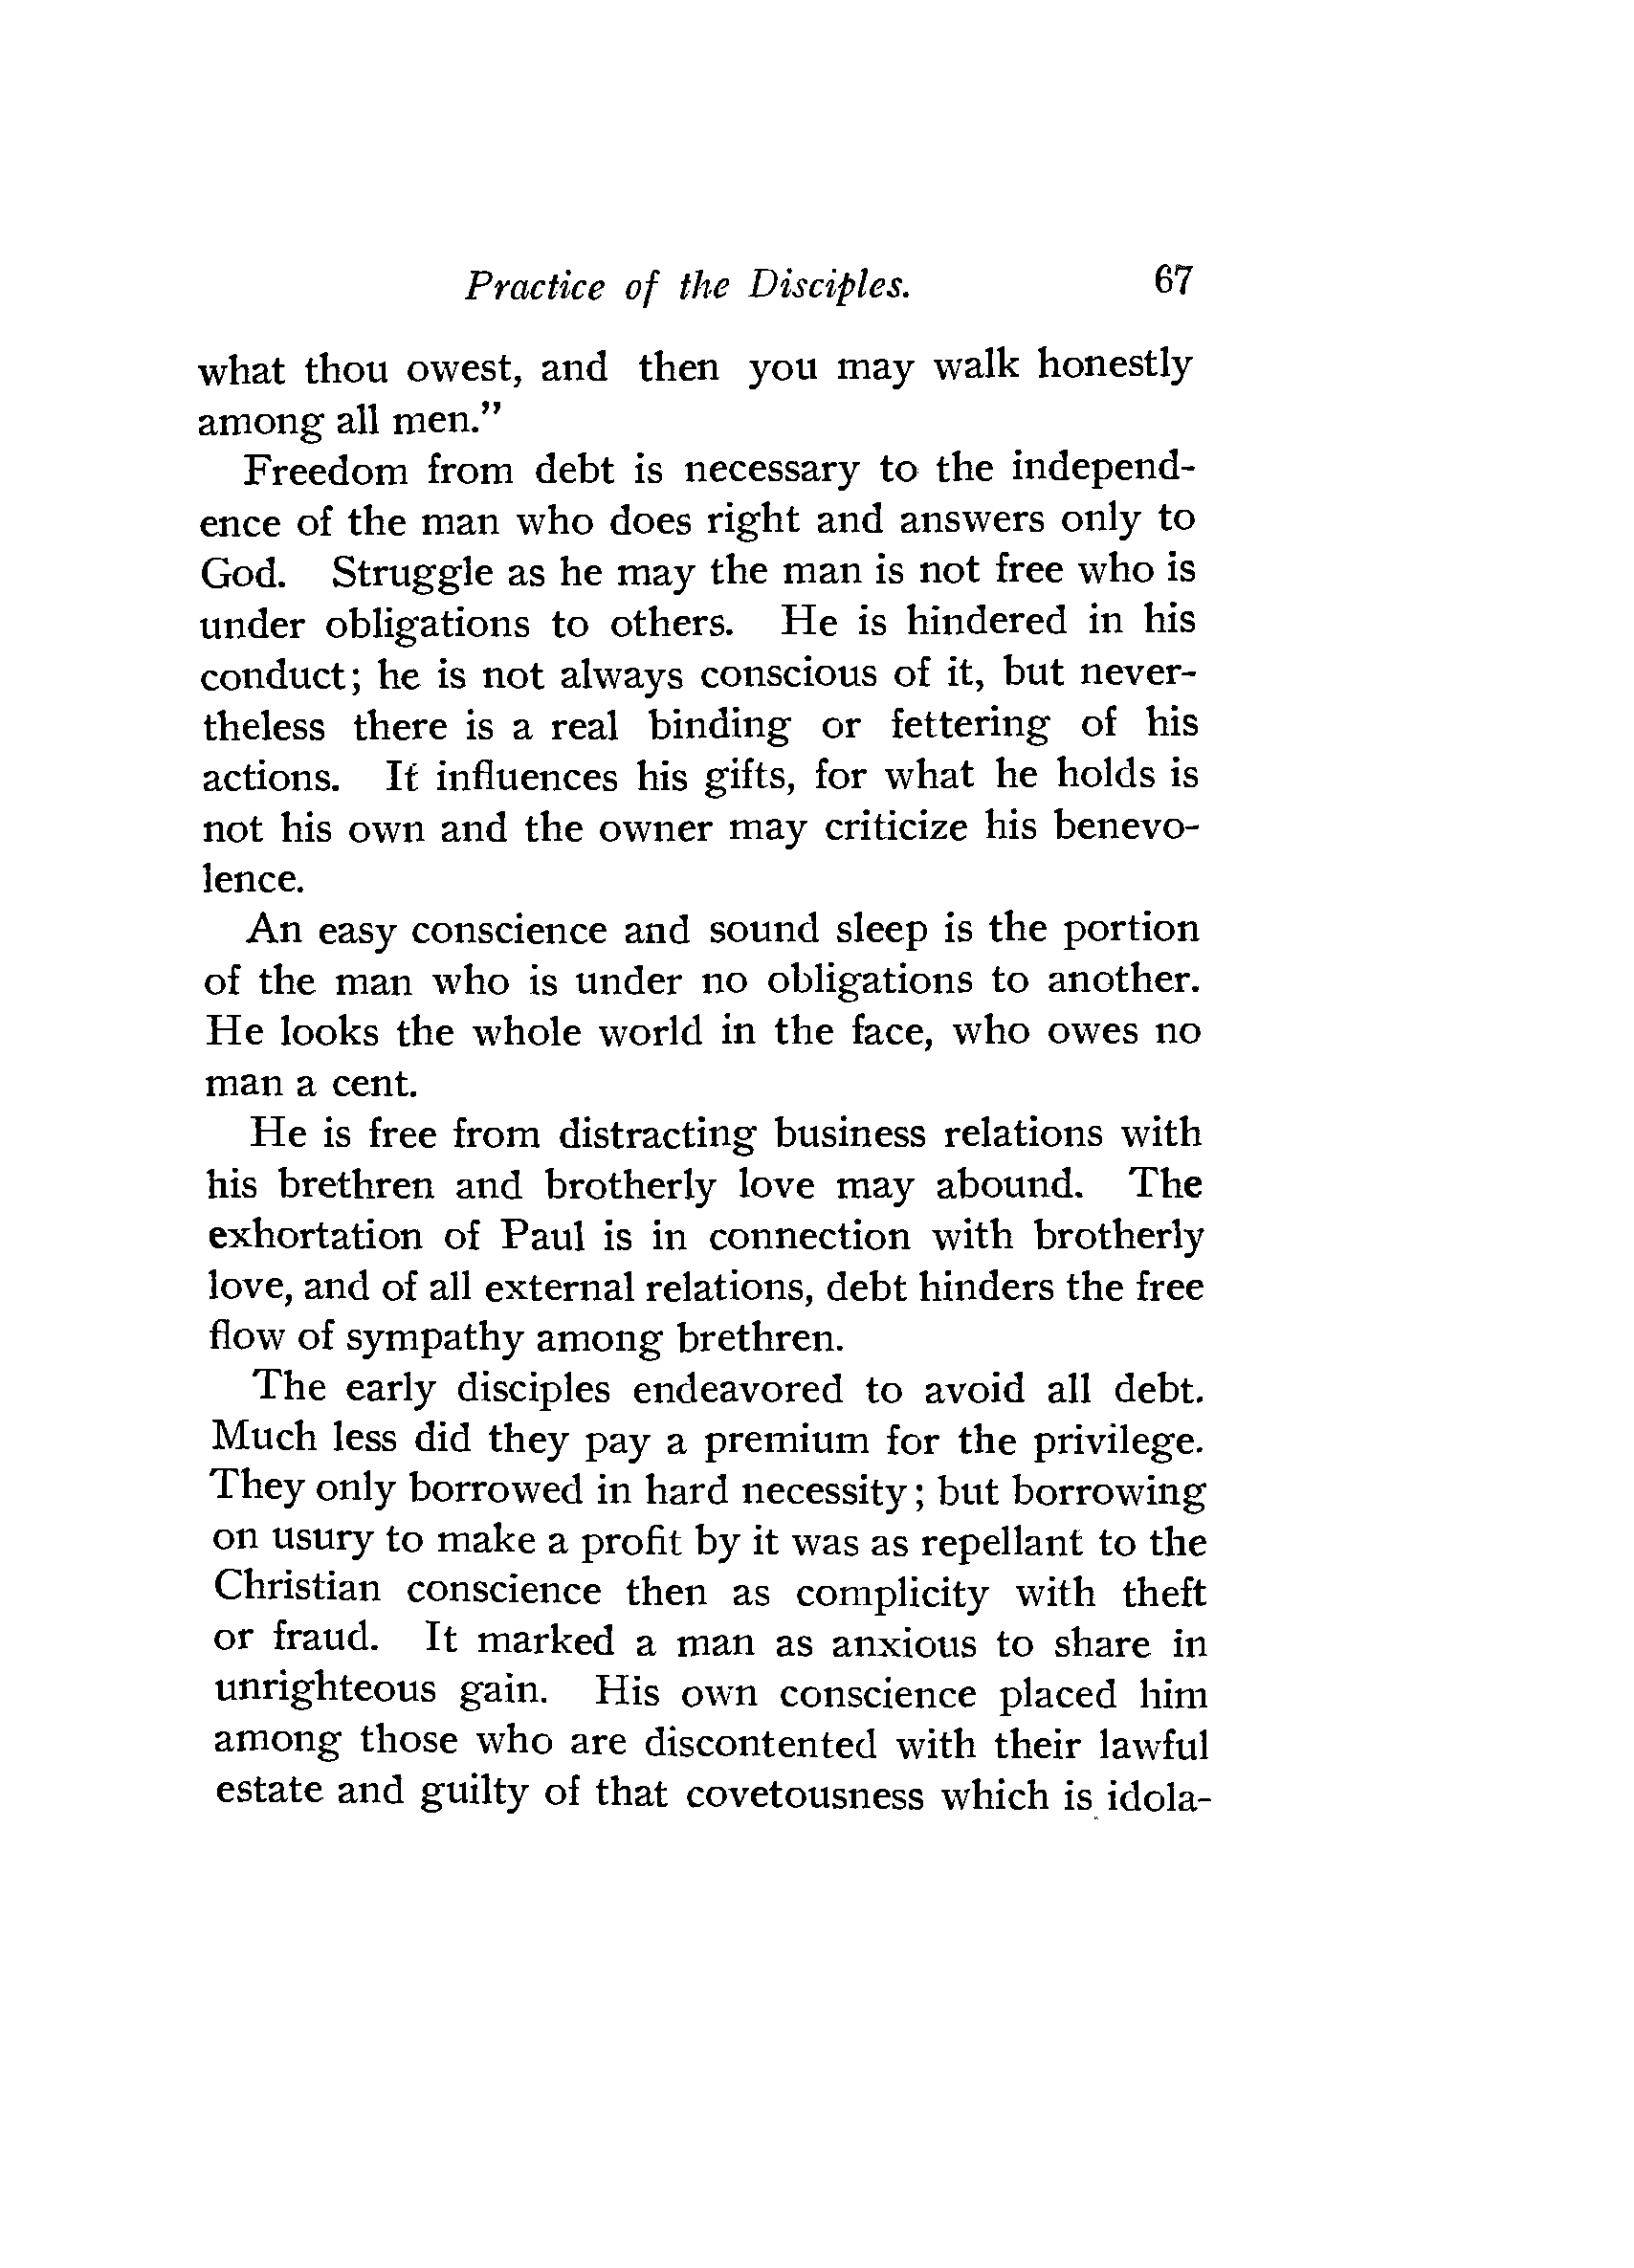 Practice of the Disciples. 67
what thou owest, and then you may walk honestly
among all men.”
Freedom from debt is necessary to the independ-
ence of the man who does right and answers only to
God. Struggle as he may the man is not free who is
under obligations to others. He is hindered in his
conduct; he is not always conscious of it, but never-
theless there is a real binding or fettering of his
actions. It influences his gifts, for what he holds is
not his own and the owner may criticize his benevo-
lence.
An easy conscience and sound sleep is the portion
of the man who is under no obligations to another.
He looks the whole world in the face, who owes no
man a cent.
He is free from distracting business relations with
his brethren and brotherly love may abound. The
exhortation of Paul is in connection with brotherly
love, and of all external relations, debt hinders the free
flow of sympathy among brethren.
The early disciples endeavored to avoid all debt.
Much less did they pay a premium for the privilege.
They only borrowed in hard necessity; but borrowing
on usury to make a profit by it was as repellant to the
Christian conscience then as complicity with theft
or fraud. It marked a man as anxious to share in
unrighteous gain. His own conscience placed him
among those who are discontented with their lawful
estate and guilty of that covetousness which is idola-